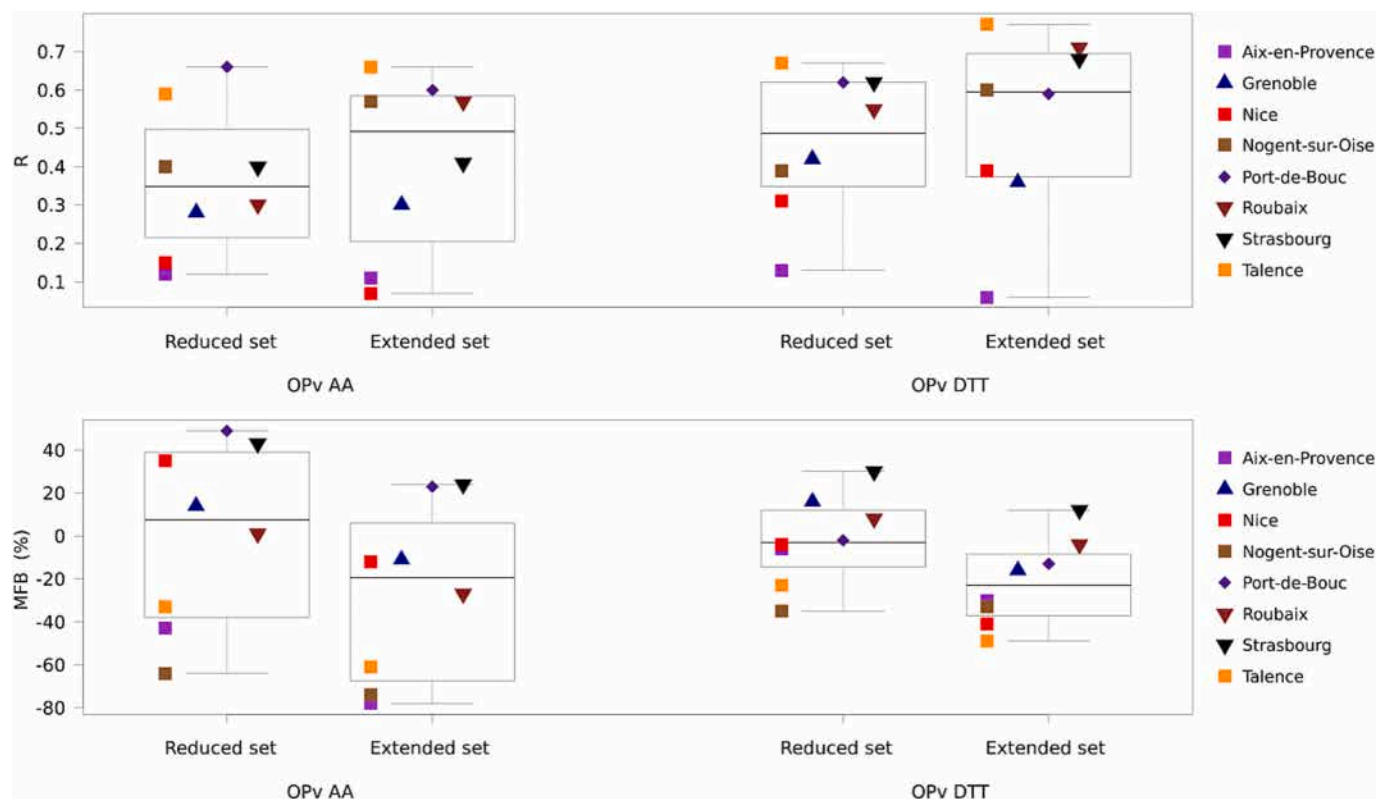 0.7
0.6
0.5
0.4
0.3
0.2
0.1
R
Reduced set
Extended set
Reduced set
Extended set
OPv AA
OPv DTT
Aix-en-Provence
Grenoble
Nice
Nogent-sur-Oise
Port-de-Bouc
Roubaix
Strasbourg
Talence
40
20
0
-20
-40
-60
-80
MFB (%)
Reduced set
Extended set
Reduced set
Extended set
OPv AA
OPv DTT
Aix-en-Provence
Grenoble
Nice
Nogent-sur-Oise
Port-de-Bouc
Roubaix
Strasbourg
Talence